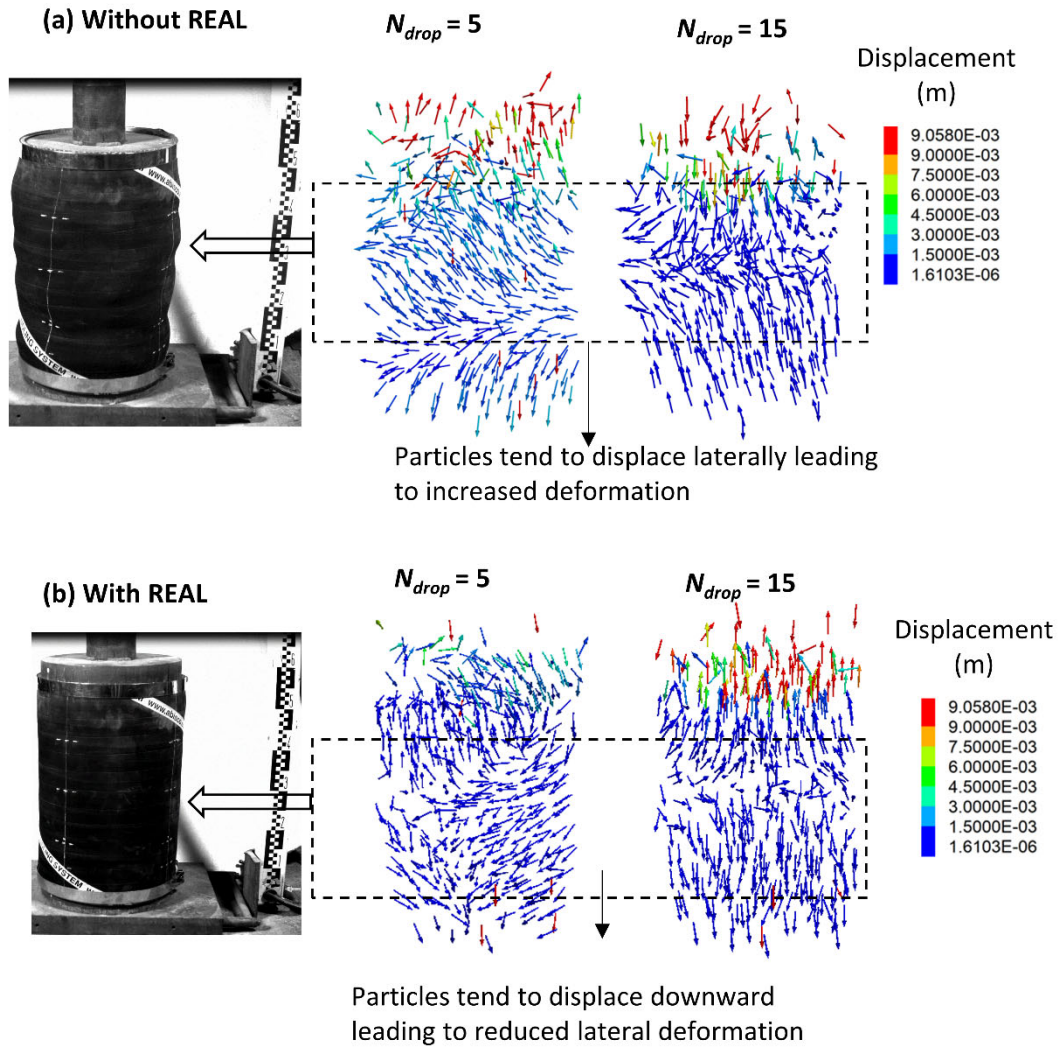 (a) Without REAL
N_drop = 5
N_drop = 15
Displacement
(m)
9.0580E-03
9.0000E-03
7.5000E-03
6.0000E-03
4.5000E-03
3.0000E-03
1.5000E-03
1.6103E-06
Particles tend to displace laterally leading
to increased deformation
(b) With REAL
N_drop = 5
N_drop = 15
Displacement
(m)
9.0580E-03
9.0000E-03
7.5000E-03
6.0000E-03
4.5000E-03
3.0000E-03
1.5000E-03
1.6103E-06
Particles tend to displace downward
leading to reduced lateral deformation